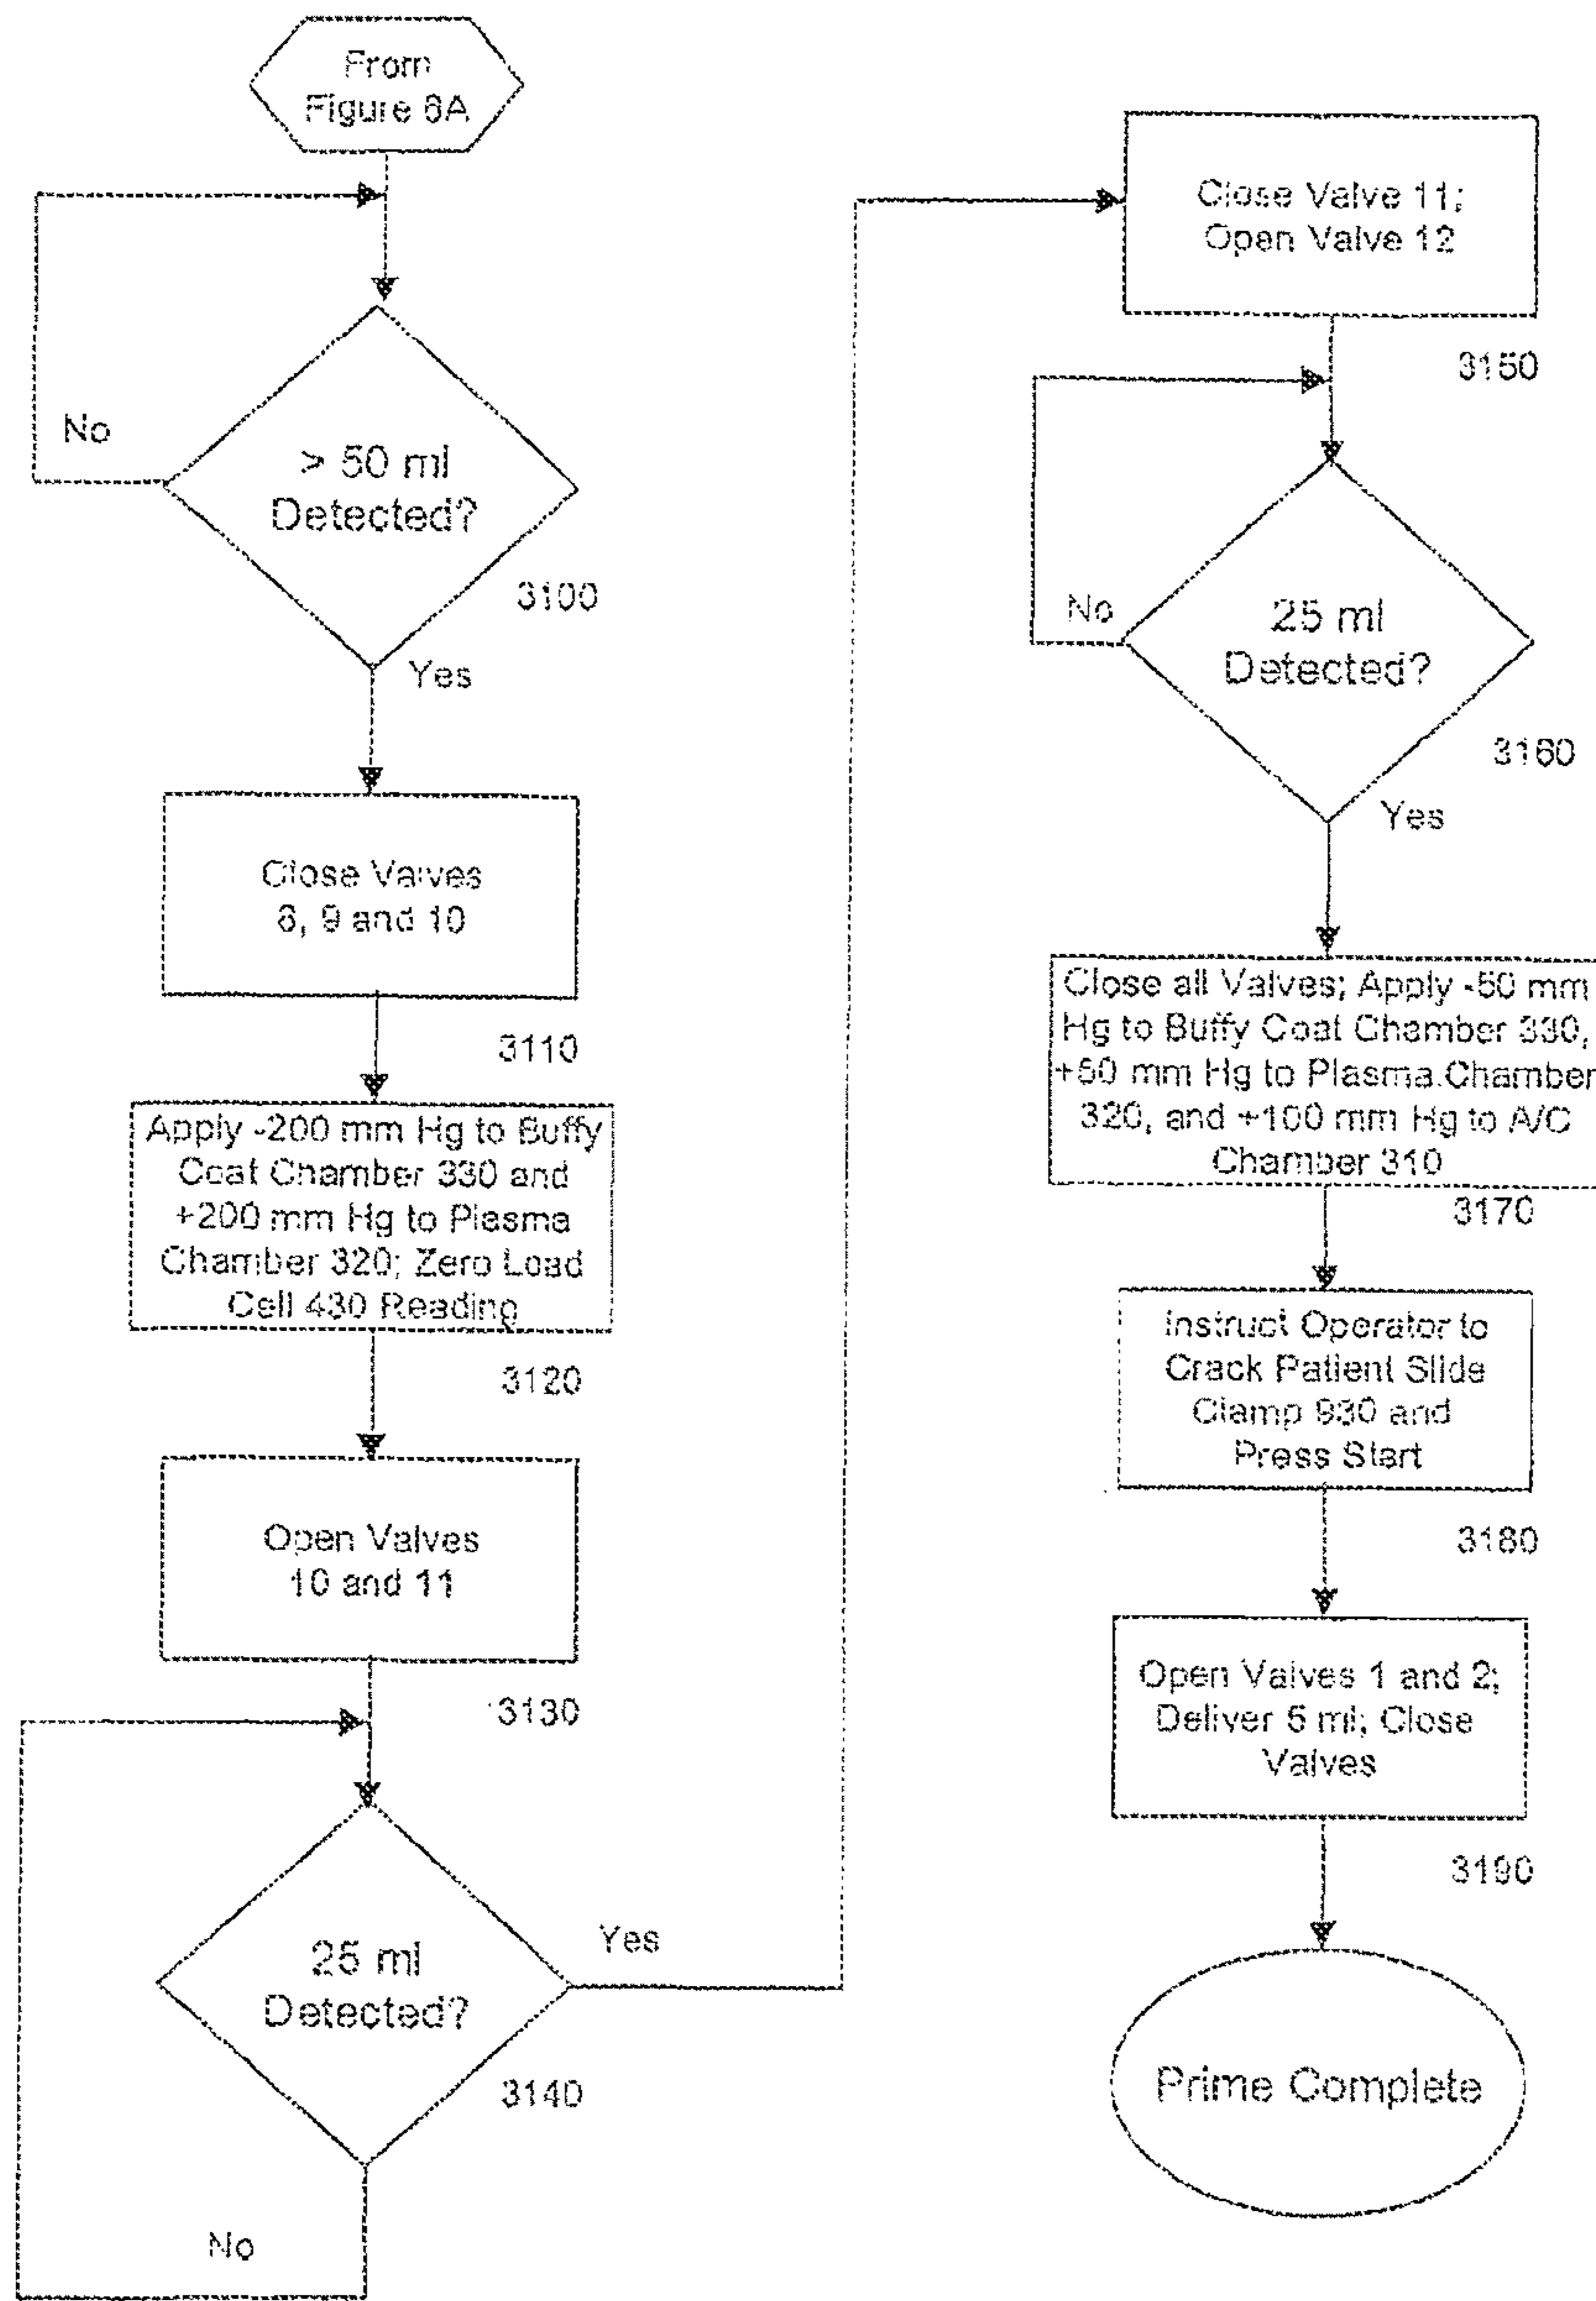 From
Figure 8A
> 50 ml
Detected?
No
3100
Yes
Close Valves
8, 9 and 10
3110
Apply -200 mm Hg to Buffy
Coat Chamber 330 and
+200 mm Hg to Plasma
Chamber 320; Zero Load
Cell 430 Reading
3120
Open Valves
10 and 11
3130
25 ml
Detected?
Yes
3140
No
Close Valve 11;
Open Valve 12
3150
No
25 ml
Detected?
3160
Yes
Close all Valves; Apply -50 mm
Hg to Buffy Coat Chamber 330,
+50 mm Hg to Plasma Chamber
320, and +100 mm Hg to A/C
Chamber 310
3170
Instruct Operator to
Crack Patient Slide
Clamp 930 and
Press Start
3180
Open Valves 1 and 2;
Deliver 5 ml; Close
Valves
3190
Prime Complete